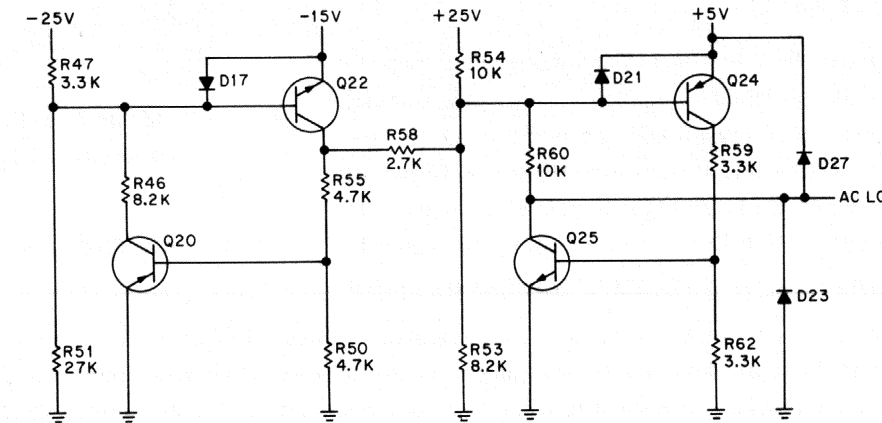 -25V
-15V
+25V
+5V
R47
3.3K
D17
Q22
R54
10K
D21
Q24
R58
2.7K
R46
8.2K
R55
4.7K
R60
10K
R59
3.3K
D27
AC LO
Q20
Q25
D23
R51
27K
R50
4.7K
R53
8.2K
R62
3.3K